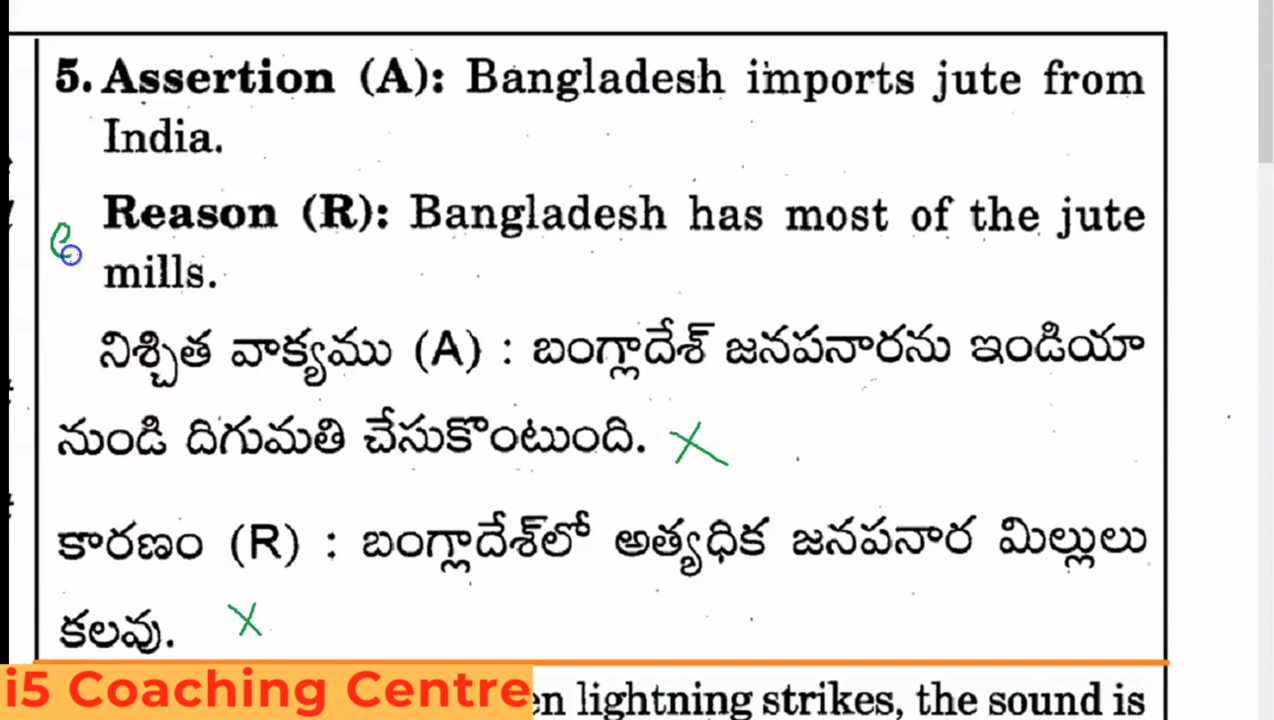 5. Assertion (A): Bangladesh imports jute from
India.
Reason (R): Bangladesh has most of the jute
mills.
నిశ్చిత వాక్యము (A) : బంగ్లాదేశ్ జనపనారను ఇండియా
నుండి దిగుమతి చేసుకొంటుంది.
కారణం (R) : బంగ్లాదేశ్‌లో అత్యధిక జనపనార మిల్లులు
కలవు.
i5 Coaching Centre
lightning strikes, the sound is